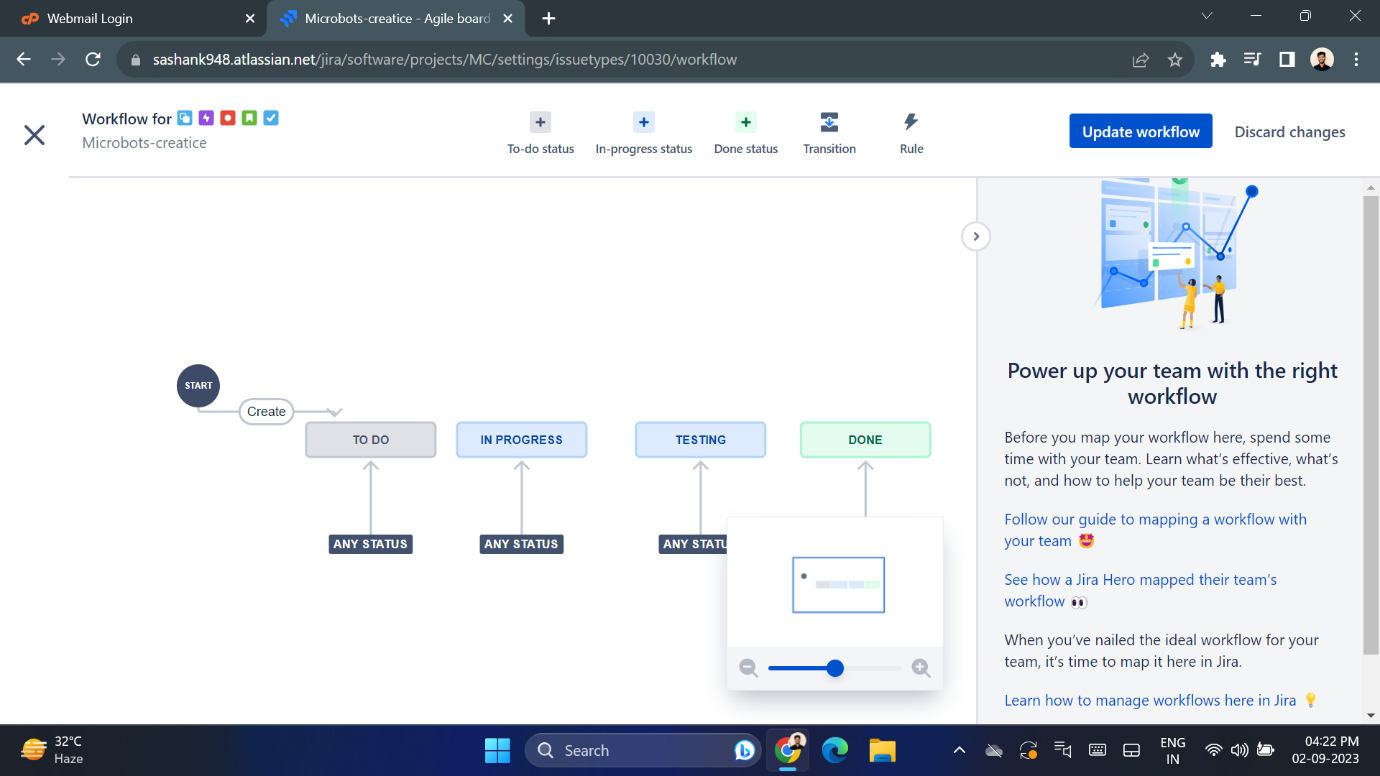 Webmail Login
Microbots-creatice - Agile board
sashank948.atlassian.net/jira/software/projects/MC/settings/issuetypes/10030/workflow
Workflow for
Microbots-creatice
To-do status
In-progress status
Done status
Transition
Rule
Update workflow
Discard changes
START
Create
TO DO
IN PROGRESS
TESTING
DONE
ANY STATUS
ANY STATUS
ANY STATU
Power up your team with the right
workflow
Before you map your workflow here, spend some
time with your team. Learn what's effective, what's
not, and how to help your team be their best.
Follow our guide to mapping a workflow with
your team 🤩
See how a Jira Hero mapped their team's
workflow 👀
When you've nailed the ideal workflow for your
team, it's time to map it here in Jira.
Learn how to manage workflows here in Jira 💡
32°C
Haze
Search
ENG
IN
04:22 PM
02-09-2023